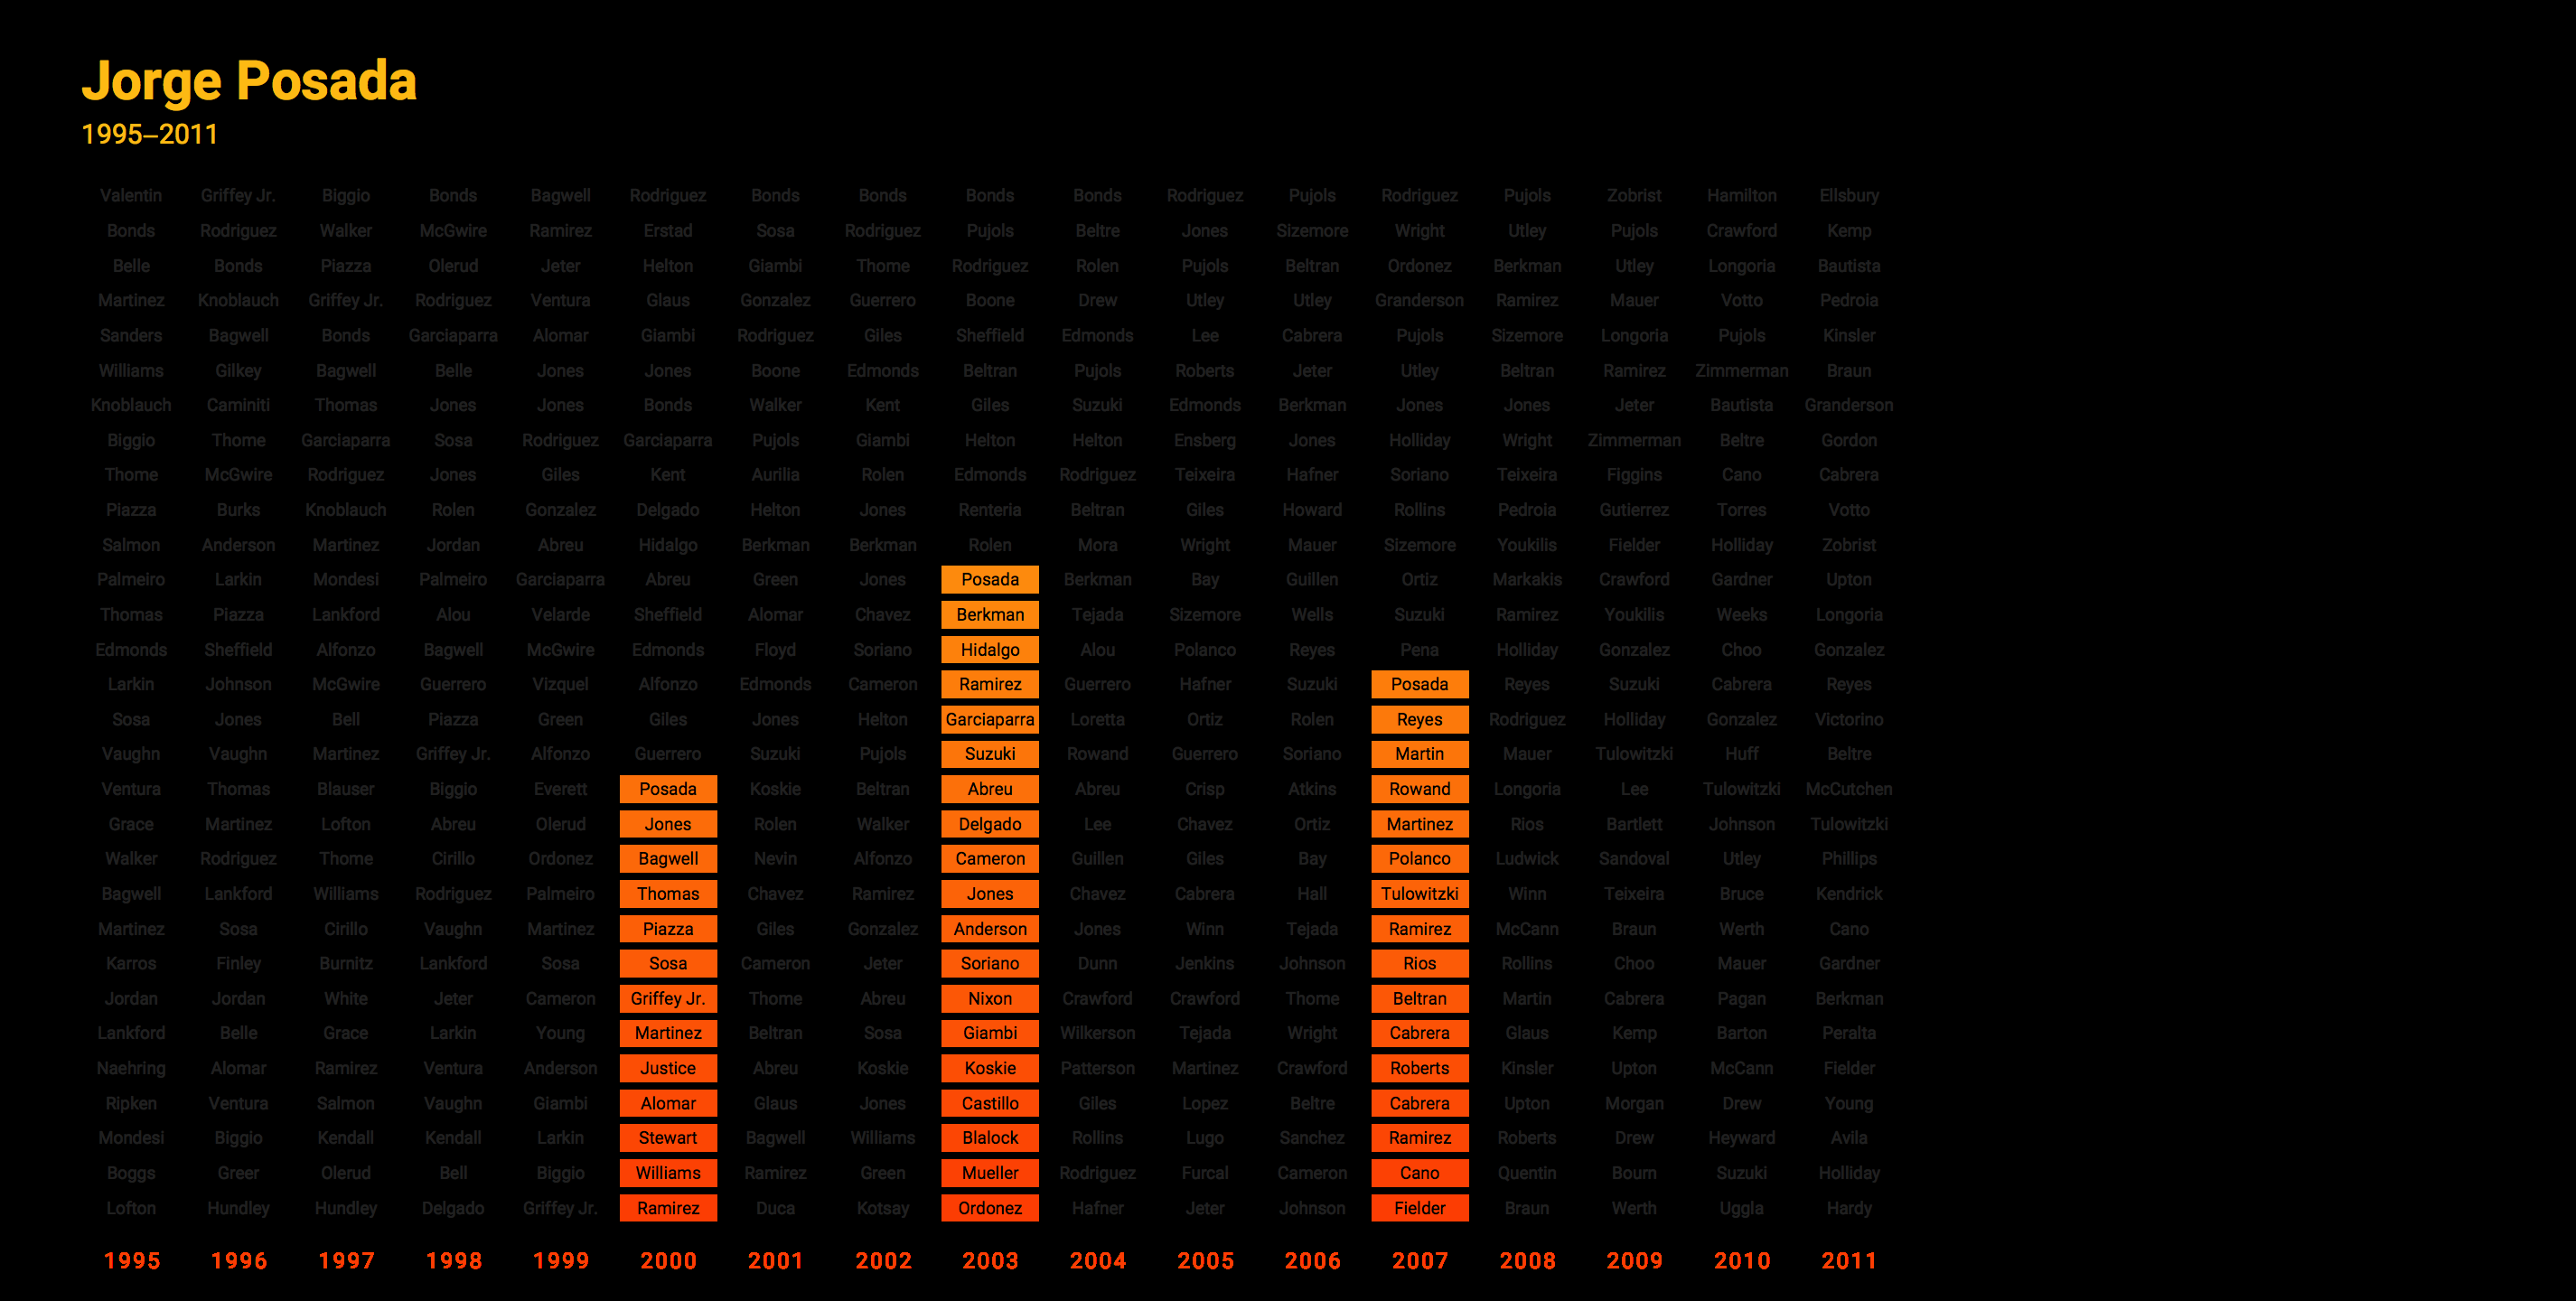 Jorge Posada
1995–2011
Valentin Griffey Jr. Biggio Bonds Bagwell Rodriguez Bonds Bonds Bonds Bonds Rodriguez Pujols Rodriguez Pujols Zobrist Hamilton Ellsbury
Bonds Rodriguez Walker McGwire Ramirez Erstad Sosa Rodriguez Pujols Beltre Jones Sizemore Wright Utley Pujols Crawford Kemp
Belle Bonds Piazza Olerud Jeter Helton Giambi Thome Rodriguez Rolen Pujols Beltran Ordonez Berkman Utley Longoria Bautista
Martinez Knoblauch Griffey Jr. Rodriguez Ventura Glaus Gonzalez Guerrero Boone Drew Utley Utley Granderson Ramirez Mauer Votto Pedroia
Sanders Bagwell Bonds Garciaparra Alomar Giambi Rodriguez Giles Sheffield Edmonds Lee Cabrera Pujols Sizemore Longoria Pujols Kinsler
Williams Gilkey Bagwell Belle Jones Jones Boone Edmonds Beltran Pujols Roberts Jeter Utley Beltran Ramirez Zimmerman Braun
Knoblauch Caminiti Thomas Jones Jones Bonds Walker Kent Giles Suzuki Edmonds Berkman Jones Jones Jeter Bautista Granderson
Biggio Thome Garciaparra Sosa Rodriguez Garciaparra Pujols Giambi Helton Helton Ensberg Jones Holliday Wright Zimmerman Beltre Gordon
Thome McGwire Rodriguez Jones Giles Kent Aurilia Rolen Edmonds Rodriguez Teixeira Hafner Soriano Teixeira Figgins Cano Cabrera
Piazza Burks Knoblauch Rolen Gonzalez Delgado Helton Jones Renteria Beltran Giles Howard Rollins Pedroia Gutierrez Torres Votto
Salmon Anderson Martinez Jordan Abreu Hidalgo Berkman Berkman Rolen Mora Wright Mauer Sizemore Youkilis Fielder Holliday Zobrist
Palmeiro Larkin Mondesi Palmeiro Garciaparra Abreu Green Jones Posada Berkman Bay Guillen Ortiz Markakis Crawford Gardner Upton
Thomas Piazza Lankford Alou Velarde Sheffield Alomar Chavez Berkman Tejada Sizemore Wells Suzuki Ramirez Youkilis Weeks Longoria
Edmonds Sheffield Alfonzo Bagwell McGwire Edmonds Floyd Soriano Hidalgo Alou Polanco Reyes Pena Holliday Gonzalez Choo Gonzalez
Larkin Johnson McGwire Guerrero Vizquel Alfonzo Edmonds Cameron Ramirez Guerrero Hafner Suzuki Posada Reyes Suzuki Cabrera Reyes
Sosa Jones Bell Piazza Green Giles Jones Helton Garciaparra Loretta Ortiz Rolen Reyes Rodriguez Holliday Gonzalez Victorino
Vaughn Vaughn Martinez Griffey Jr. Alfonzo Guerrero Suzuki Pujols Suzuki Rowand Guerrero Soriano Martin Mauer Tulowitzki Huff Beltre
Ventura Thomas Blauser Biggio Everett Posada Koskie Beltran Abreu Abreu Crisp Atkins Rowand Longoria Lee Tulowitzki McCutchen
Grace Martinez Lofton Abreu Olerud Jones Rolen Walker Delgado Lee Chavez Ortiz Martinez Rios Bartlett Johnson Tulowitzki
Walker Rodriguez Thome Cirillo Ordonez Bagwell Nevin Alfonzo Cameron Guillen Giles Bay Polanco Ludwick Sandoval Utley Phillips
Bagwell Lankford Williams Rodriguez Palmeiro Thomas Chavez Ramirez Jones Chavez Cabrera Hall Tulowitzki Winn Teixeira Bruce Kendrick
Martinez Sosa Cirillo Vaughn Martinez Piazza Giles Gonzalez Anderson Jones Winn Tejada Ramirez McCann Braun Werth Cano
Karros Finley Burnitz Lankford Sosa Sosa Cameron Jeter Soriano Dunn Jenkins Johnson Rios Rollins Choo Mauer Gardner
Jordan Jordan White Jeter Cameron Griffey Jr. Thome Abreu Nixon Crawford Crawford Thome Beltran Martin Cabrera Pagan Berkman
Lankford Belle Grace Larkin Young Martinez Beltran Sosa Giambi Wilkerson Tejada Wright Cabrera Glaus Kemp Barton Peralta
Naehring Alomar Ramirez Ventura Anderson Justice Abreu Koskie Koskie Patterson Martinez Crawford Roberts Kinsler Upton McCann Fielder
Ripken Ventura Salmon Vaughn Giambi Alomar Glaus Jones Castillo Giles Lopez Beltre Cabrera Upton Morgan Drew Young
Mondesi Biggio Kendall Kendall Larkin Stewart Bagwell Williams Blalock Rollins Lugo Sanchez Ramirez Roberts Drew Heyward Avila
Boggs Greer Olerud Bell Biggio Williams Ramirez Green Mueller Rodriguez Furcal Cameron Cano Quentin Bourn Suzuki Holliday
Lofton Hundley Hundley Delgado Griffey Jr. Ramirez Duca Kotsay Ordonez Hafner Jeter Johnson Fielder Braun Werth Uggla Hardy
1995 1996 1997 1998 1999 2000 2001 2002 2003 2004 2005 2006 2007 2008 2009 2010 2011